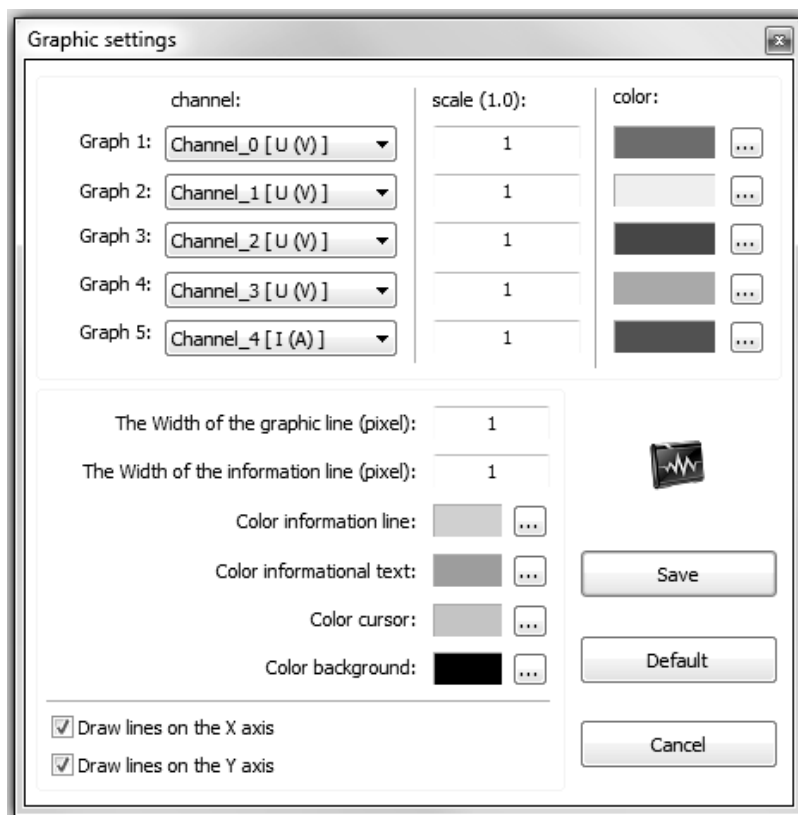 Graphic settings
channel: scale (1.0): color:
Graph 1: Channel_0 [ U (V) ] 1 ...
Graph 2: Channel_1 [ U (V) ] 1 ...
Graph 3: Channel_2 [ U (V) ] 1 ...
Graph 4: Channel_3 [ U (V) ] 1 ...
Graph 5: Channel_4 [ I (A) ] 1 ...
The Width of the graphic line (pixel): 1
The Width of the information line (pixel): 1
Color information line: ...
Color informational text: ...
Color cursor: ...
Color background: ...
Draw lines on the X axis
Draw lines on the Y axis
Save
Default
Cancel